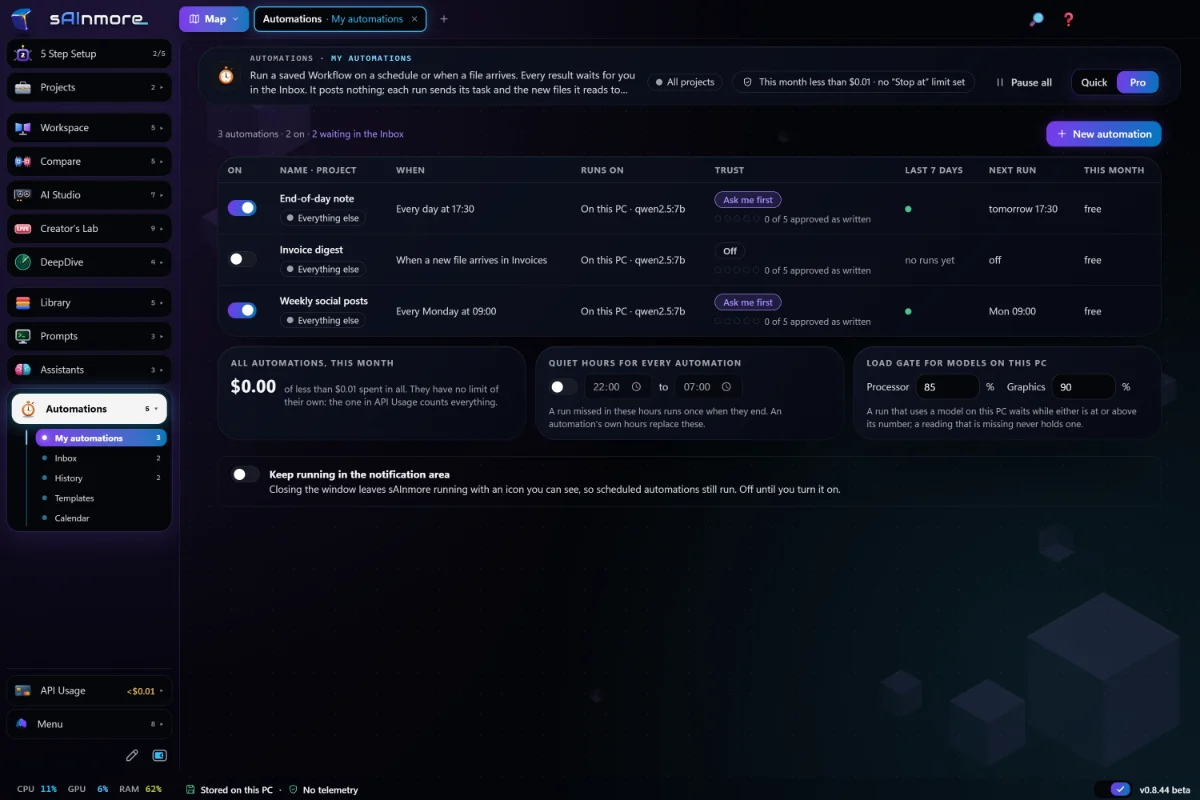 sAInmore
Map
Automations · My automations ×
+
?
5 Step Setup 2/5
Projects 2
Workspace 5
Compare 5
AI Studio 7
Creator's Lab 9
DeepDive 6
Library 5
Prompts 3
Assistants 3
Automations 5
My automations 3
Inbox 2
History 2
Templates
Calendar
API Usage <$0.01
Menu 8
CPU 11% GPU 6% RAM 62%
AUTOMATIONS · MY AUTOMATIONS
Run a saved Workflow on a schedule or when a file arrives. Every result waits for you
in the Inbox. It posts nothing; each run sends its task and the new files it reads to...
All projects
This month less than $0.01 · no "Stop at" limit set
Pause all
Quick Pro
3 automations · 2 on · 2 waiting in the Inbox
+ New automation
ON NAME · PROJECT WHEN RUNS ON TRUST LAST 7 DAYS NEXT RUN THIS MONTH
End-of-day note
Everything else
Every day at 17:30
On this PC · qwen2.5:7b
Ask me first
0 of 5 approved as written
tomorrow 17:30
free
Invoice digest
Everything else
When a new file arrives in Invoices
On this PC · qwen2.5:7b
Off
0 of 5 approved as written
no runs yet
off
free
Weekly social posts
Everything else
Every Monday at 09:00
On this PC · qwen2.5:7b
Ask me first
0 of 5 approved as written
Mon 09:00
free
ALL AUTOMATIONS, THIS MONTH
$0.00 of less than $0.01 spent in all. They have no limit of
their own: the one in API Usage counts everything.
QUIET HOURS FOR EVERY AUTOMATION
22:00 to 07:00
A run missed in these hours runs once when they end. An
automation's own hours replace these.
LOAD GATE FOR MODELS ON THIS PC
Processor 85 % Graphics 90 %
A run that uses a model on this PC waits while either is at or above
its number; a reading that is missing never holds one.
Keep running in the notification area
Closing the window leaves sAInmore running with an icon you can see, so scheduled automations still run. Off until you turn it on.
Stored on this PC · No telemetry
v0.8.44 beta